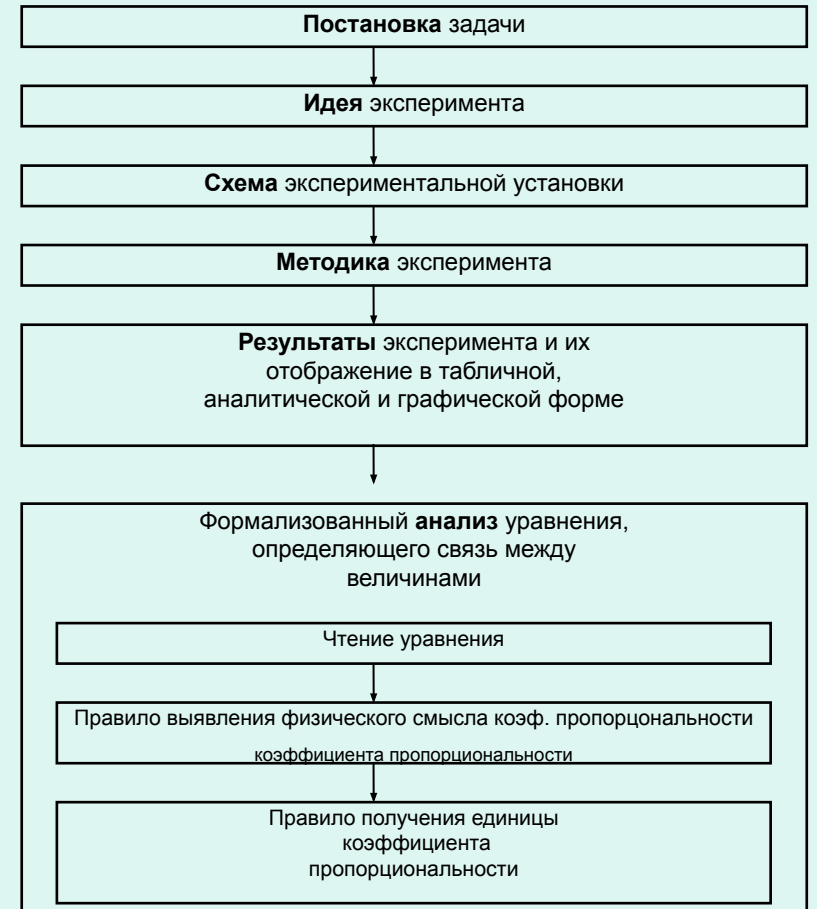 Постановка задачи
Идея эксперимента
Схема экспериментальной установки
Методика эксперимента
Результаты эксперимента и их
отображение в табличной,
аналитической и графической форме
Формализованный анализ уравнения,
определяющего связь между
величинами
Чтение уравнения
Правило выявления физического смысла коэф. пропорцональности
коэффициента пропорциональности
Правило получения единицы
коэффициента
пропорциональности